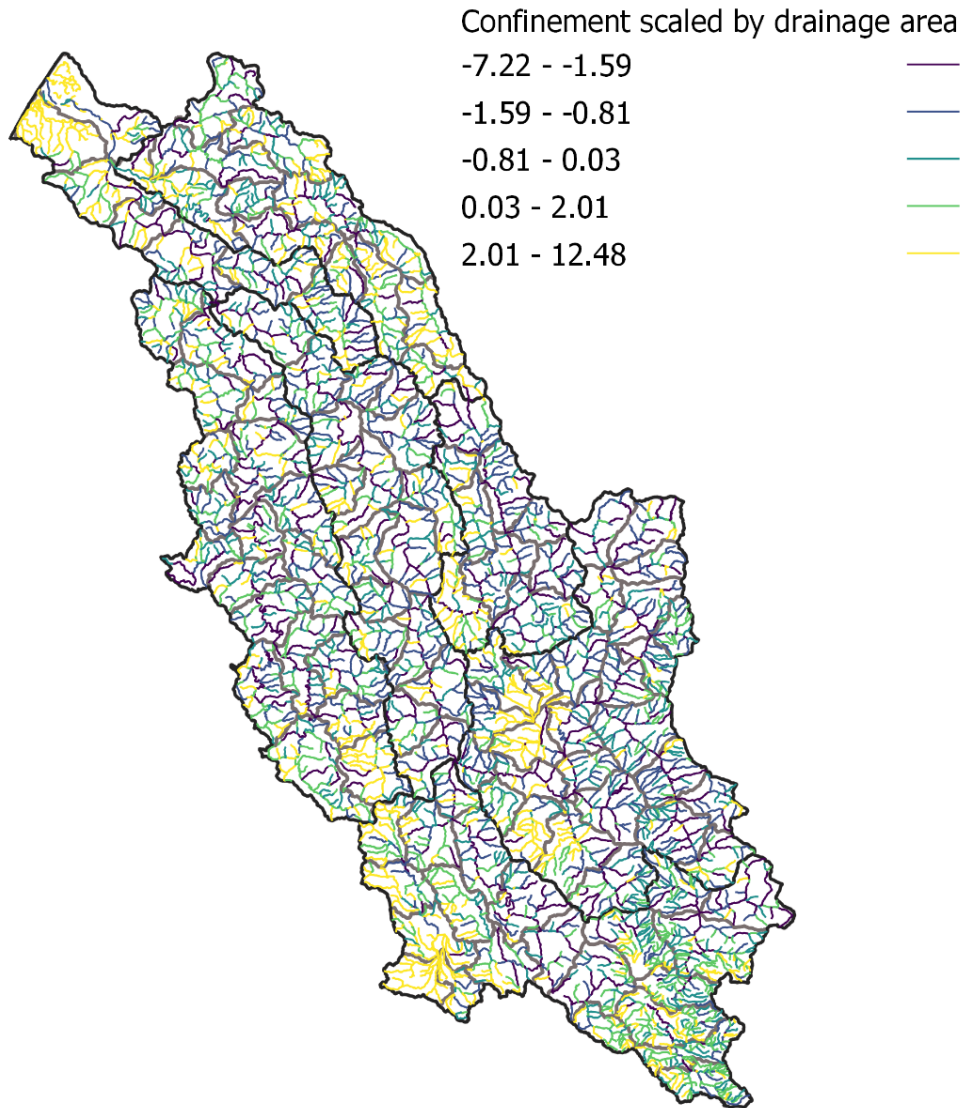 Confinement scaled by drainage area
-7.22 - -1.59
-1.59 - -0.81
-0.81 - 0.03
0.03 - 2.01
2.01 - 12.48